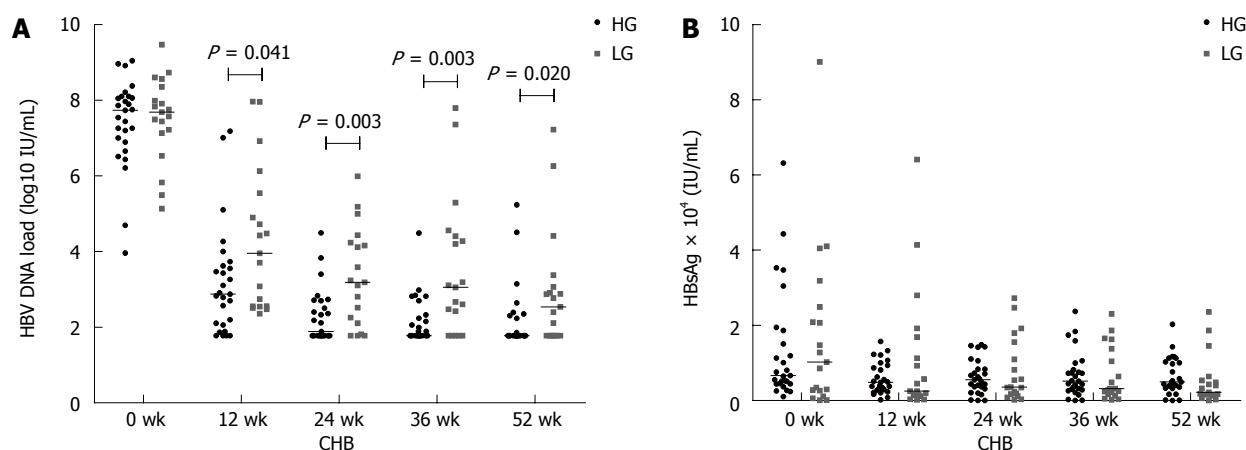 A
HBV DNA load (log10 IU/mL)
10
8
6
4
2
0
P = 0.041
P = 0.003
P = 0.003
P = 0.020
HG
LG
0 wk 12 wk 24 wk 36 wk 52 wk
CHB
B
HBsAg × 10⁴ (IU/mL)
10
8
6
4
2
0
HG
LG
0 wk 12 wk 24 wk 36 wk 52 wk
CHB